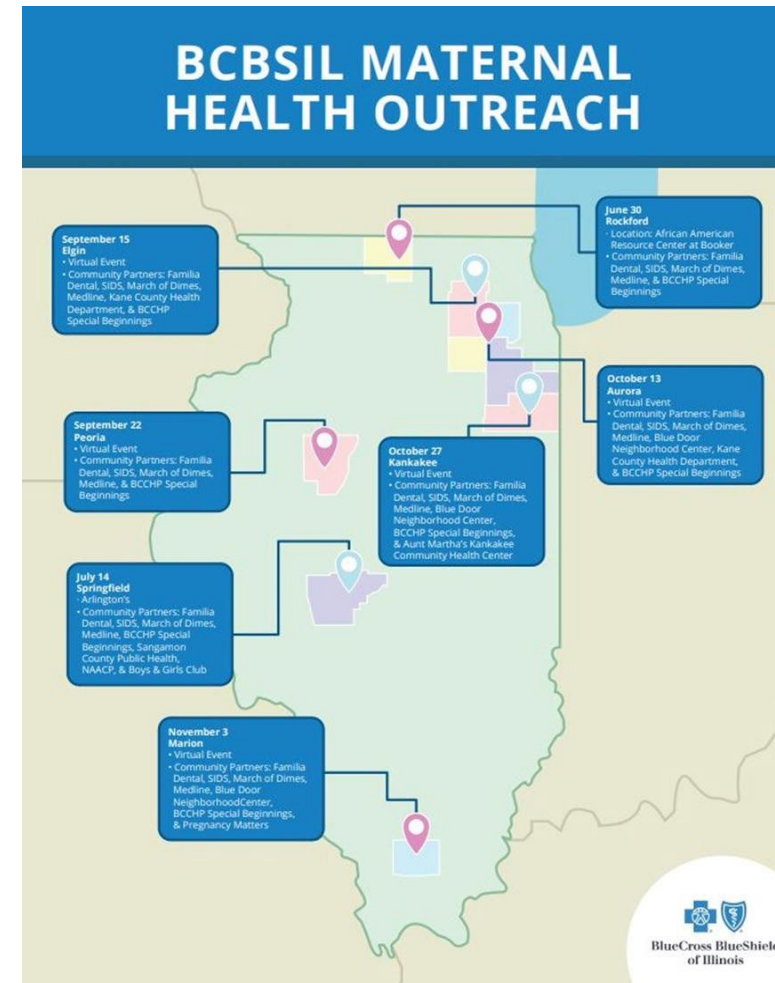 BCBSIL MATERNAL
HEALTH OUTREACH
June 30
Rockford
· Location: African American
Resource Center at Booker
• Community Partners: Familia
Dental, SIDS, March of Dimes,
Medline, & BCCHP Special
Beginnings
September 15
Elgin
• Virtual Event
• Community Partners: Familia
Dental, SIDS, March of Dimes,
Medline, Kane County Health
Department, & BCCHP
Special Beginnings
October 13
Aurora
• Virtual Event
• Community Partners: Familia
Dental, SIDS, March of Dimes,
Medline, Blue Door
Neighborhood Center, Kane
County Health Department,
& BCCHP Special Beginnings
September 22
Peoria
• Virtual Event
• Community Partners: Familia
Dental, SIDS, March of Dimes,
Medline, & BCCHP Special
Beginnings
October 27
Kankakee
• Virtual Event
• Community Partners: Familia
Dental, SIDS, March of Dimes,
Medline, Blue Door
Neighborhood Center,
BCCHP Special Beginnings,
& Aunt Martha's Kankakee
Community Health Center
July 14
Springfield
· Arlington's
• Community Partners: Familia
Dental, SIDS, March of Dimes,
Medline, BCCHP Special
Beginnings, Sangamon
County Public Health,
NAACP, & Boys & Girls Club
November 3
Marion
• Virtual Event
• Community Partners: Familia
Dental, SIDS, March of Dimes,
Medline, Blue Door
NeighborhoodCenter,
BCCHP Special Beginnings,
& Pregnancy Matters
BlueCross BlueShield
of Illinois